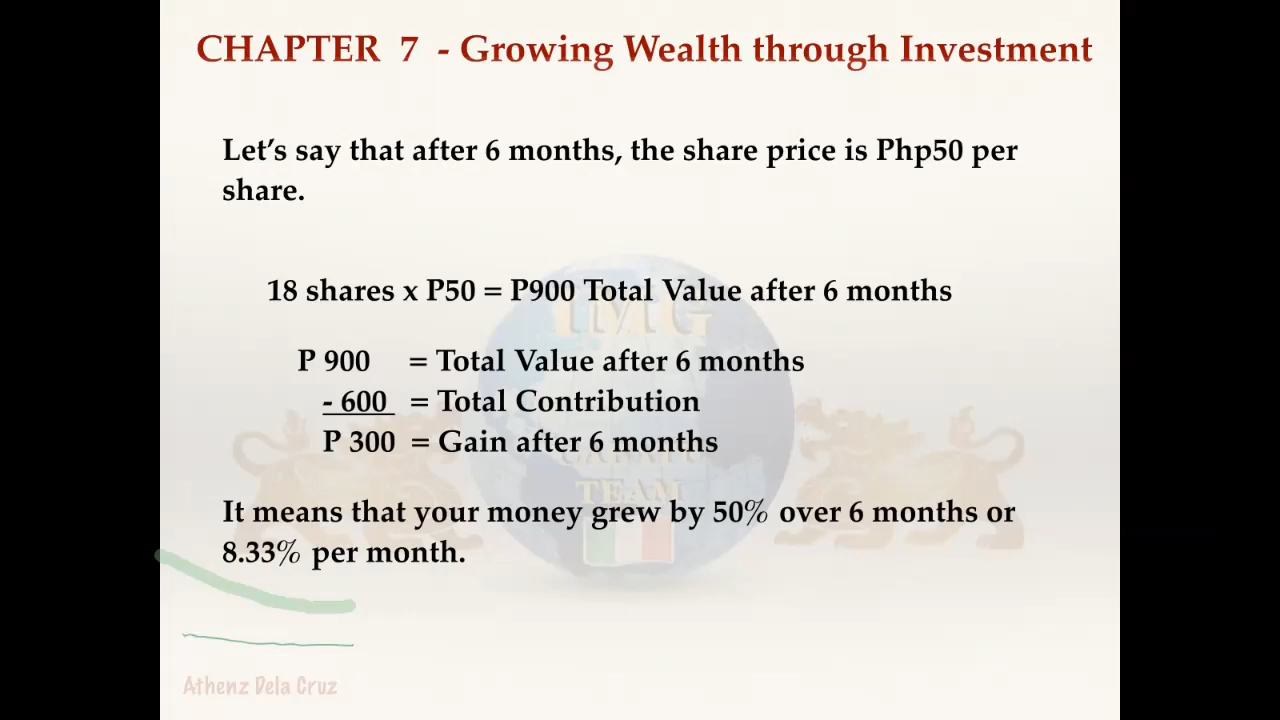 CHAPTER 7 - Growing Wealth through Investment
Let's say that after 6 months, the share price is Php50 per
share.
18 shares x P50 = P900 Total Value after 6 months
P 900 = Total Value after 6 months
- 600 = Total Contribution
P 300 = Gain after 6 months
It means that your money grew by 50% over 6 months or
8.33% per month.
IMG
TEAM
Athenz Dela Cruz